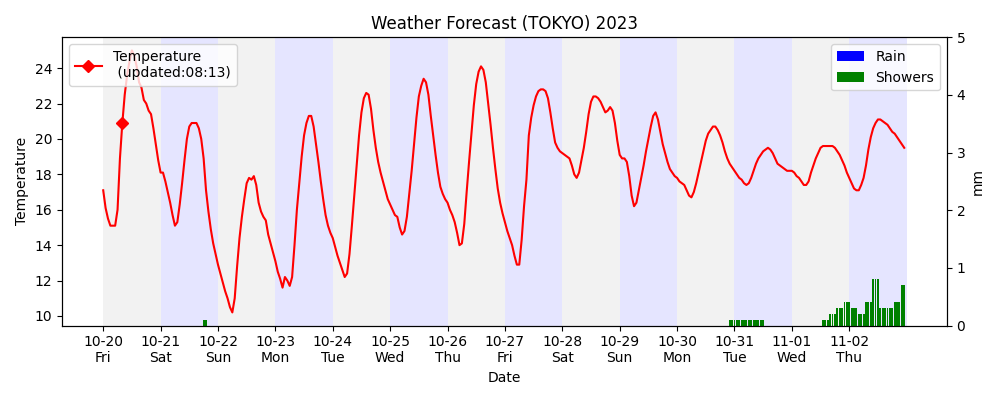 Weather Forecast (TOKYO) 2023
Temperature
(updated:08:13)
Rain
Showers
Temperature
24
22
20
18
16
14
12
10
5
4
3
2
1
0
mm
10-20 10-21 10-22 10-23 10-24 10-25 10-26 10-27 10-28 10-29 10-30 10-31 11-01 11-02
Fri Sat Sun Mon Tue Wed Thu Fri Sat Sun Mon Tue Wed Thu
Date